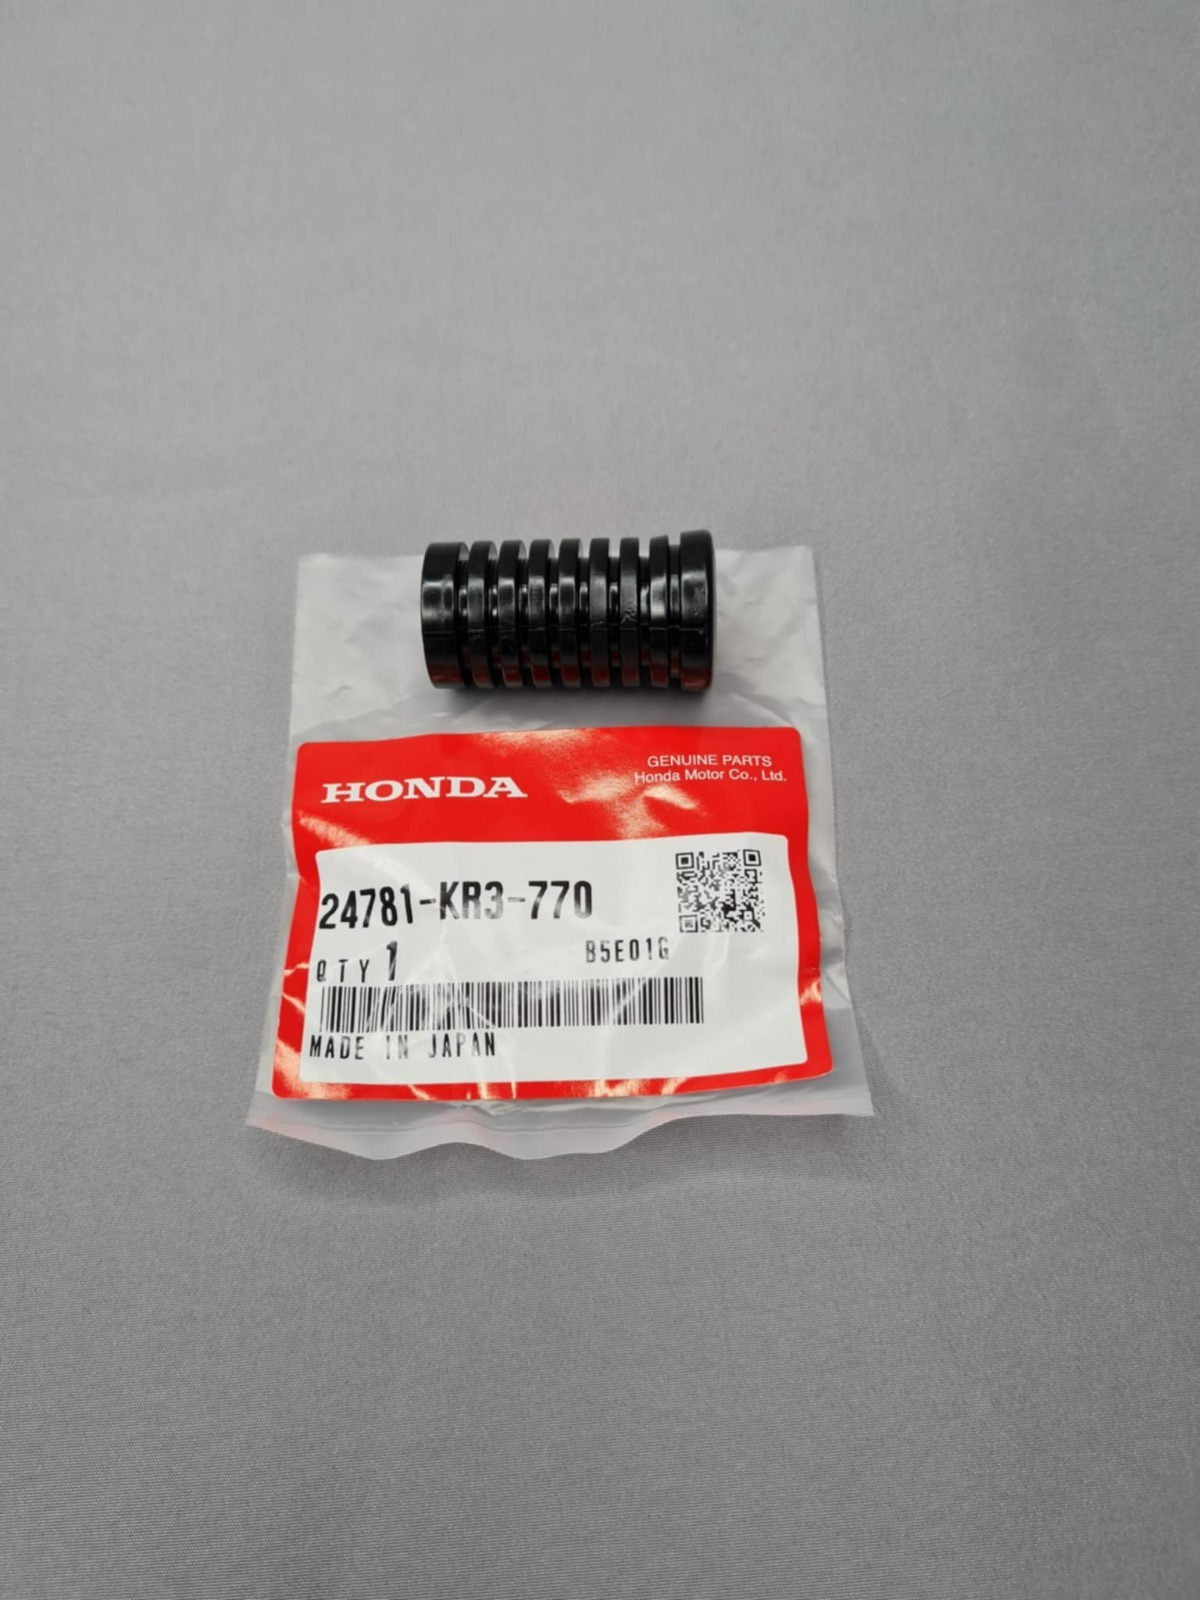 HONDA
GENUINE PARTS
Honda Motor Co., Ltd.
24781-KR3-770
QTY 1
B5E01G
MADE IN JAPAN